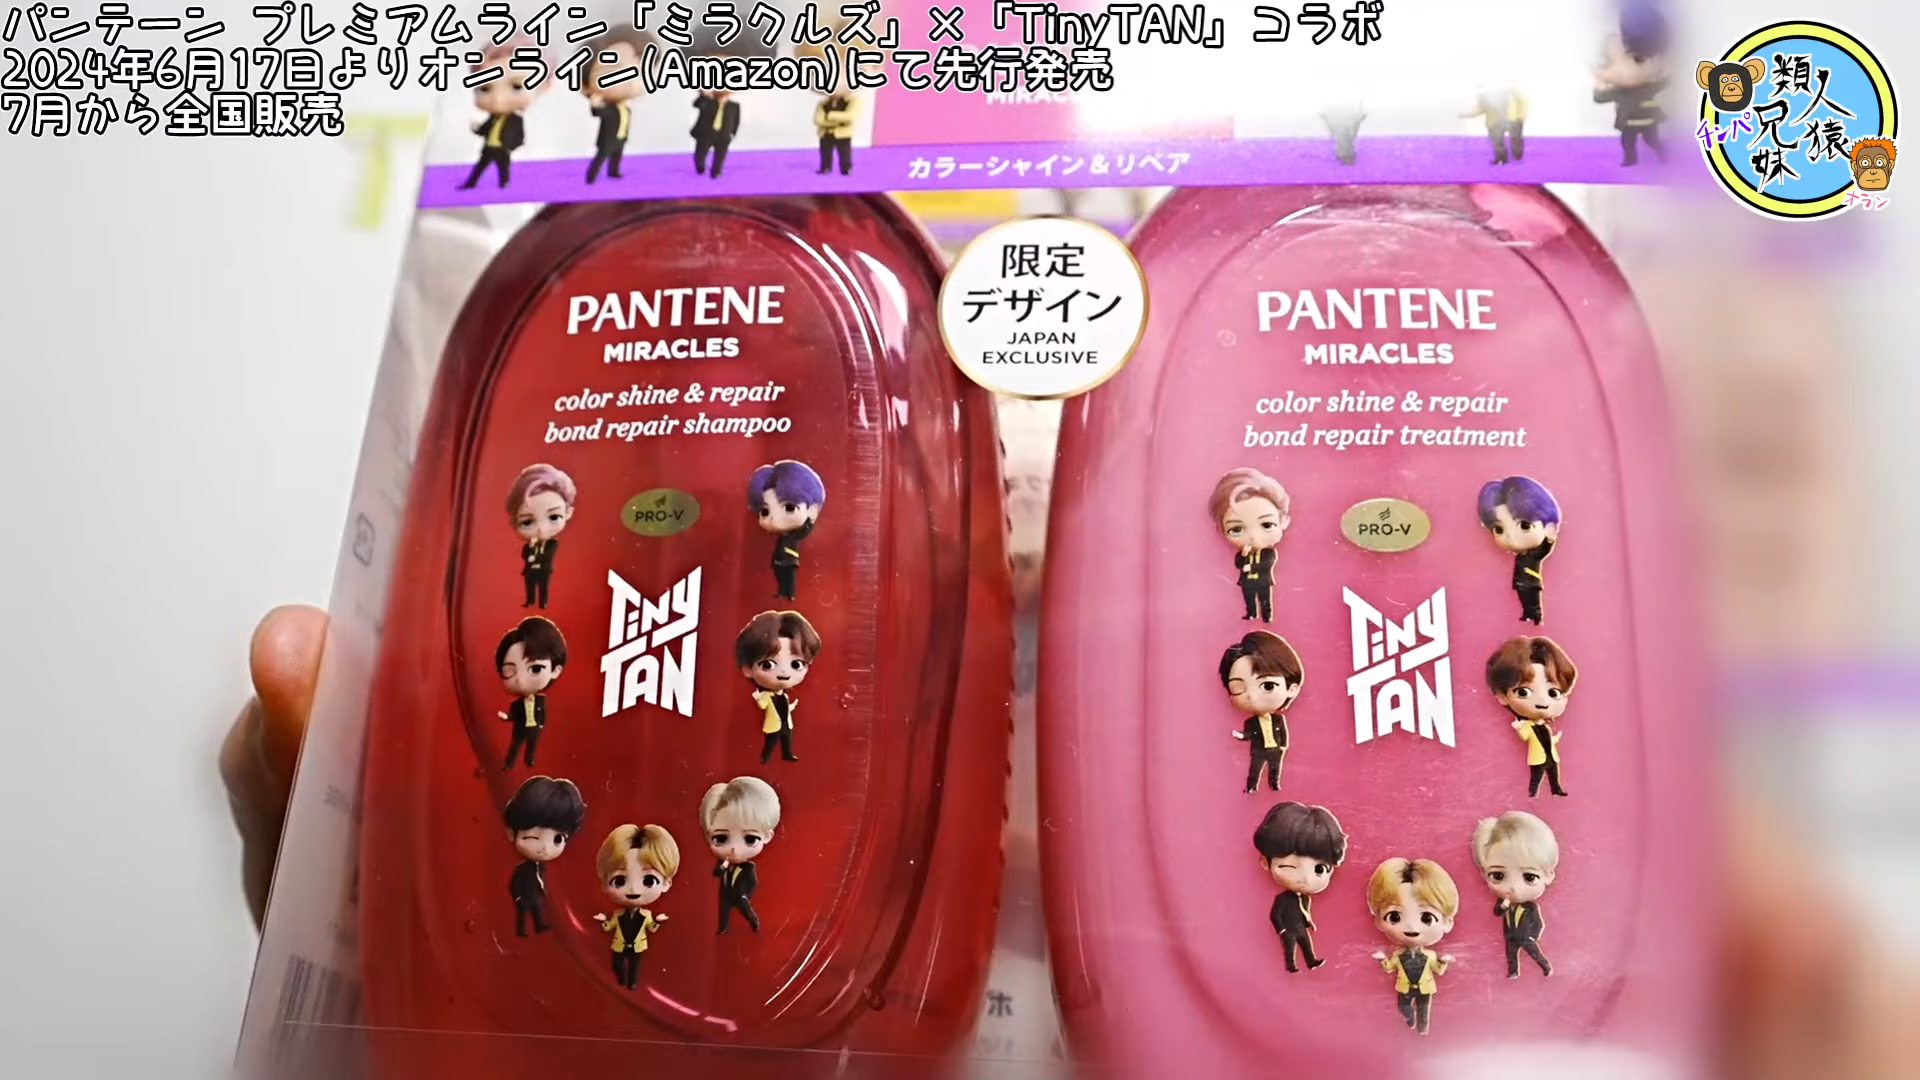 パンテーン プレミアムライン「ミラクルズ」×「TinyTAN」コラボ
2024年6月17日よりオンライン(Amazon)にて先行発売
7月から全国販売
類人猿
兄妹
チンパ
オラン
カラーシャイン&リペア
限定
デザイン
JAPAN
EXCLUSIVE
PANTENE
MIRACLES
color shine & repair
bond repair shampoo
PRO-V
TiNY
TAN
PANTENE
MIRACLES
color shine & repair
bond repair treatment
PRO-V
TiNY
TAN